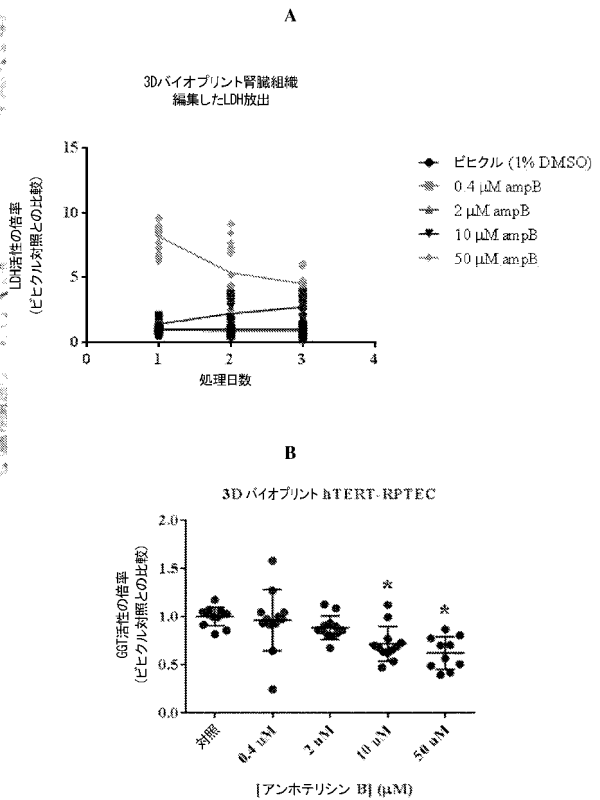 A
3Dバイオプリント腎臓組織
編集したLDH放出
LDH活性の倍率
(ビヒクル対照との比較)
15
10
5
0
0
1
2
3
4
処理日数
ビヒクル (1% DMSO)
0.4 μM ampB
2 μM ampB
10 μM ampB
50 μM ampB
B
3D バイオプリント hTERT-RPTEC
GGT活性の倍率
(ビヒクル対照との比較)
2.0
1.5
1.0
0.5
0.0
*
*
対照
0.4 uM
2 uM
10 uM
50 uM
[アンホテリシン B] (μM)